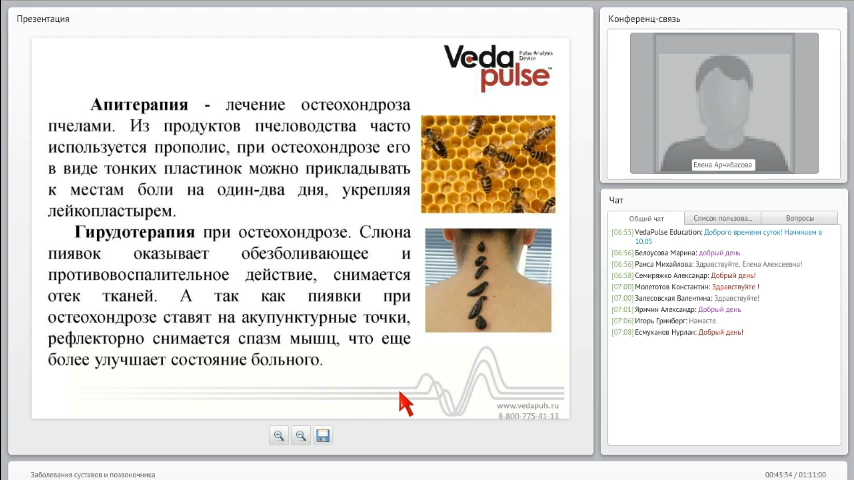 Презентация
Veda
pulse™
Pulse Analysis
Device
Апитерапия - лечение остеохондроза
пчелами. Из продуктов пчеловодства часто
используется прополис, при остеохондрозе его
в виде тонких пластинок можно прикладывать
к местам боли на один-два дня, укрепляя
лейкопластырем.
Гирудотерапия при остеохондрозе. Слюна
пиявок оказывает обезболивающее и
противовоспалительное действие, снимается
отек тканей. А так как пиявки при
остеохондрозе ставят на акупунктурные точки,
рефлекторно снимается спазм мышц, что еще
более улучшает состояние больного.
www.vedapuls.ru
8-800-775-41-13
Конференц-связь
Елена Арчибасова
Чат
Общий чат
Список пользова...
Вопросы
[06:55] VedaPulse Education: Доброго времени суток! Начинаем в
10.05
[06:56] Белоусова Марина: добрый день
[06:56] Раиса Михайлова: Здравствуйте, Елена Алексеевна!
[06:58] Семиряжко Александр: Добрый день!
[07:00] Молетотов Константин: Здравствуйте !
[07:00] Залесовская Валентина: Здравствуйте!
[07:01] Яричин Александр: Добрый день
[07:06] Игорь Гринберг: Намасте.
[07:08] Есмуханов Нурлан: Добрый день!
Заболевания суставов и позвоночника
00:45:34 / 01:11:00